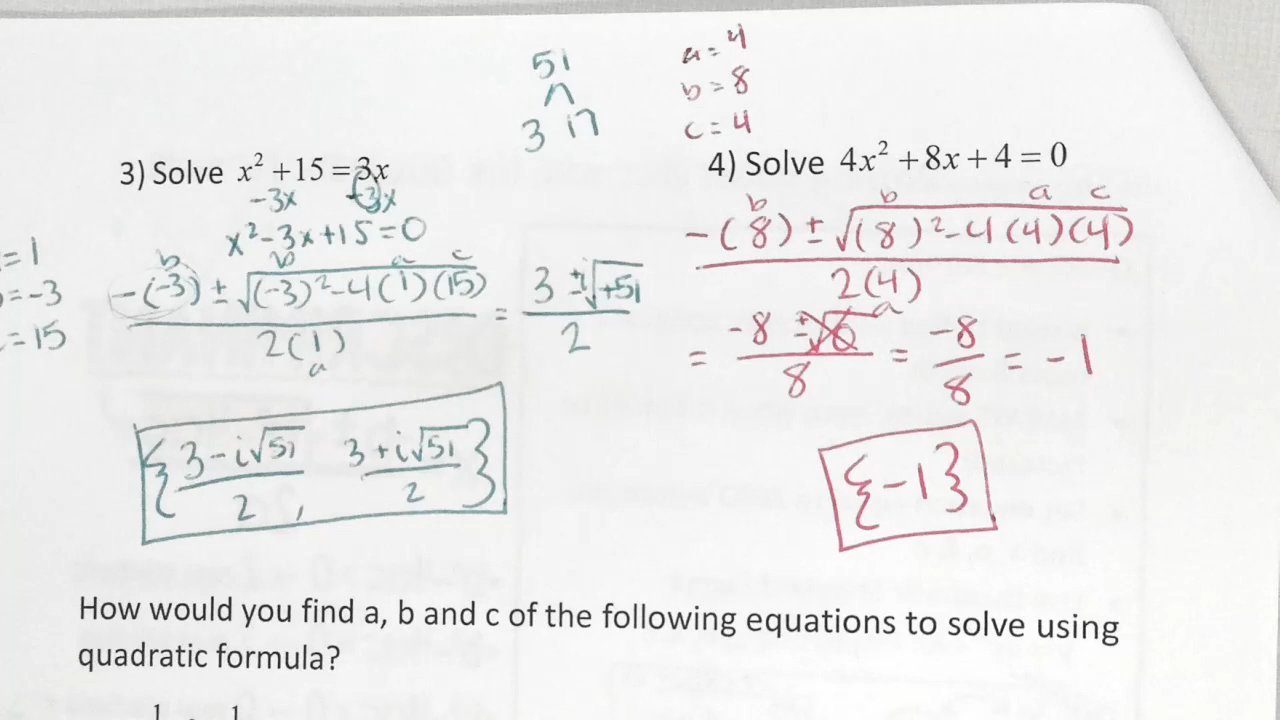 51
3 17
a = 4
b = 8
c = 4
3) Solve x² + 15 = 3x
-3x -3x
x² - 3x + 15 = 0
= 1
= -3
c = 15
b b a c
-(-3) ± √(-3)² - 4(1)(15) = 3 ± i√+51
2(1) 2
a
{3 - i√51 , 3 + i√51}
2 2
4) Solve 4x² + 8x + 4 = 0
b b a c
-(8) ± √(8)² - 4(4)(4)
2(4)
a
= -8 ± √0 = -8 = -1
8 8
{-1}
How would you find a, b and c of the following equations to solve using
quadratic formula?
1 1